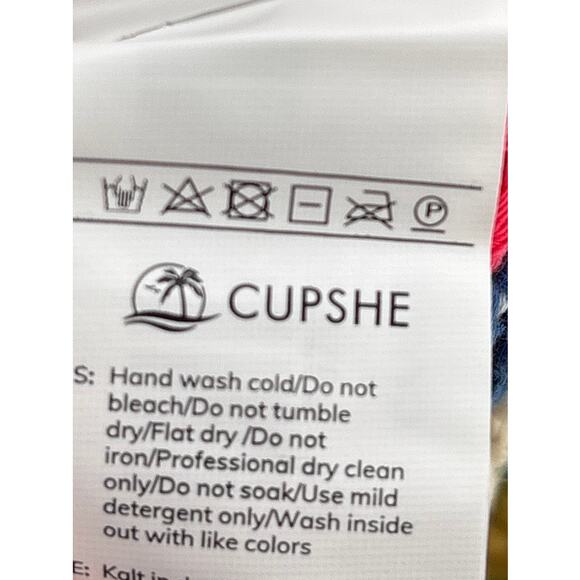 P
CUPSHE
S: Hand wash cold/Do not
bleach/Do not tumble
dry/Flat dry /Do not
iron/Professional dry clean
only/Do not soak/Use mild
detergent only/Wash inside
out with like colors
E: Kalt